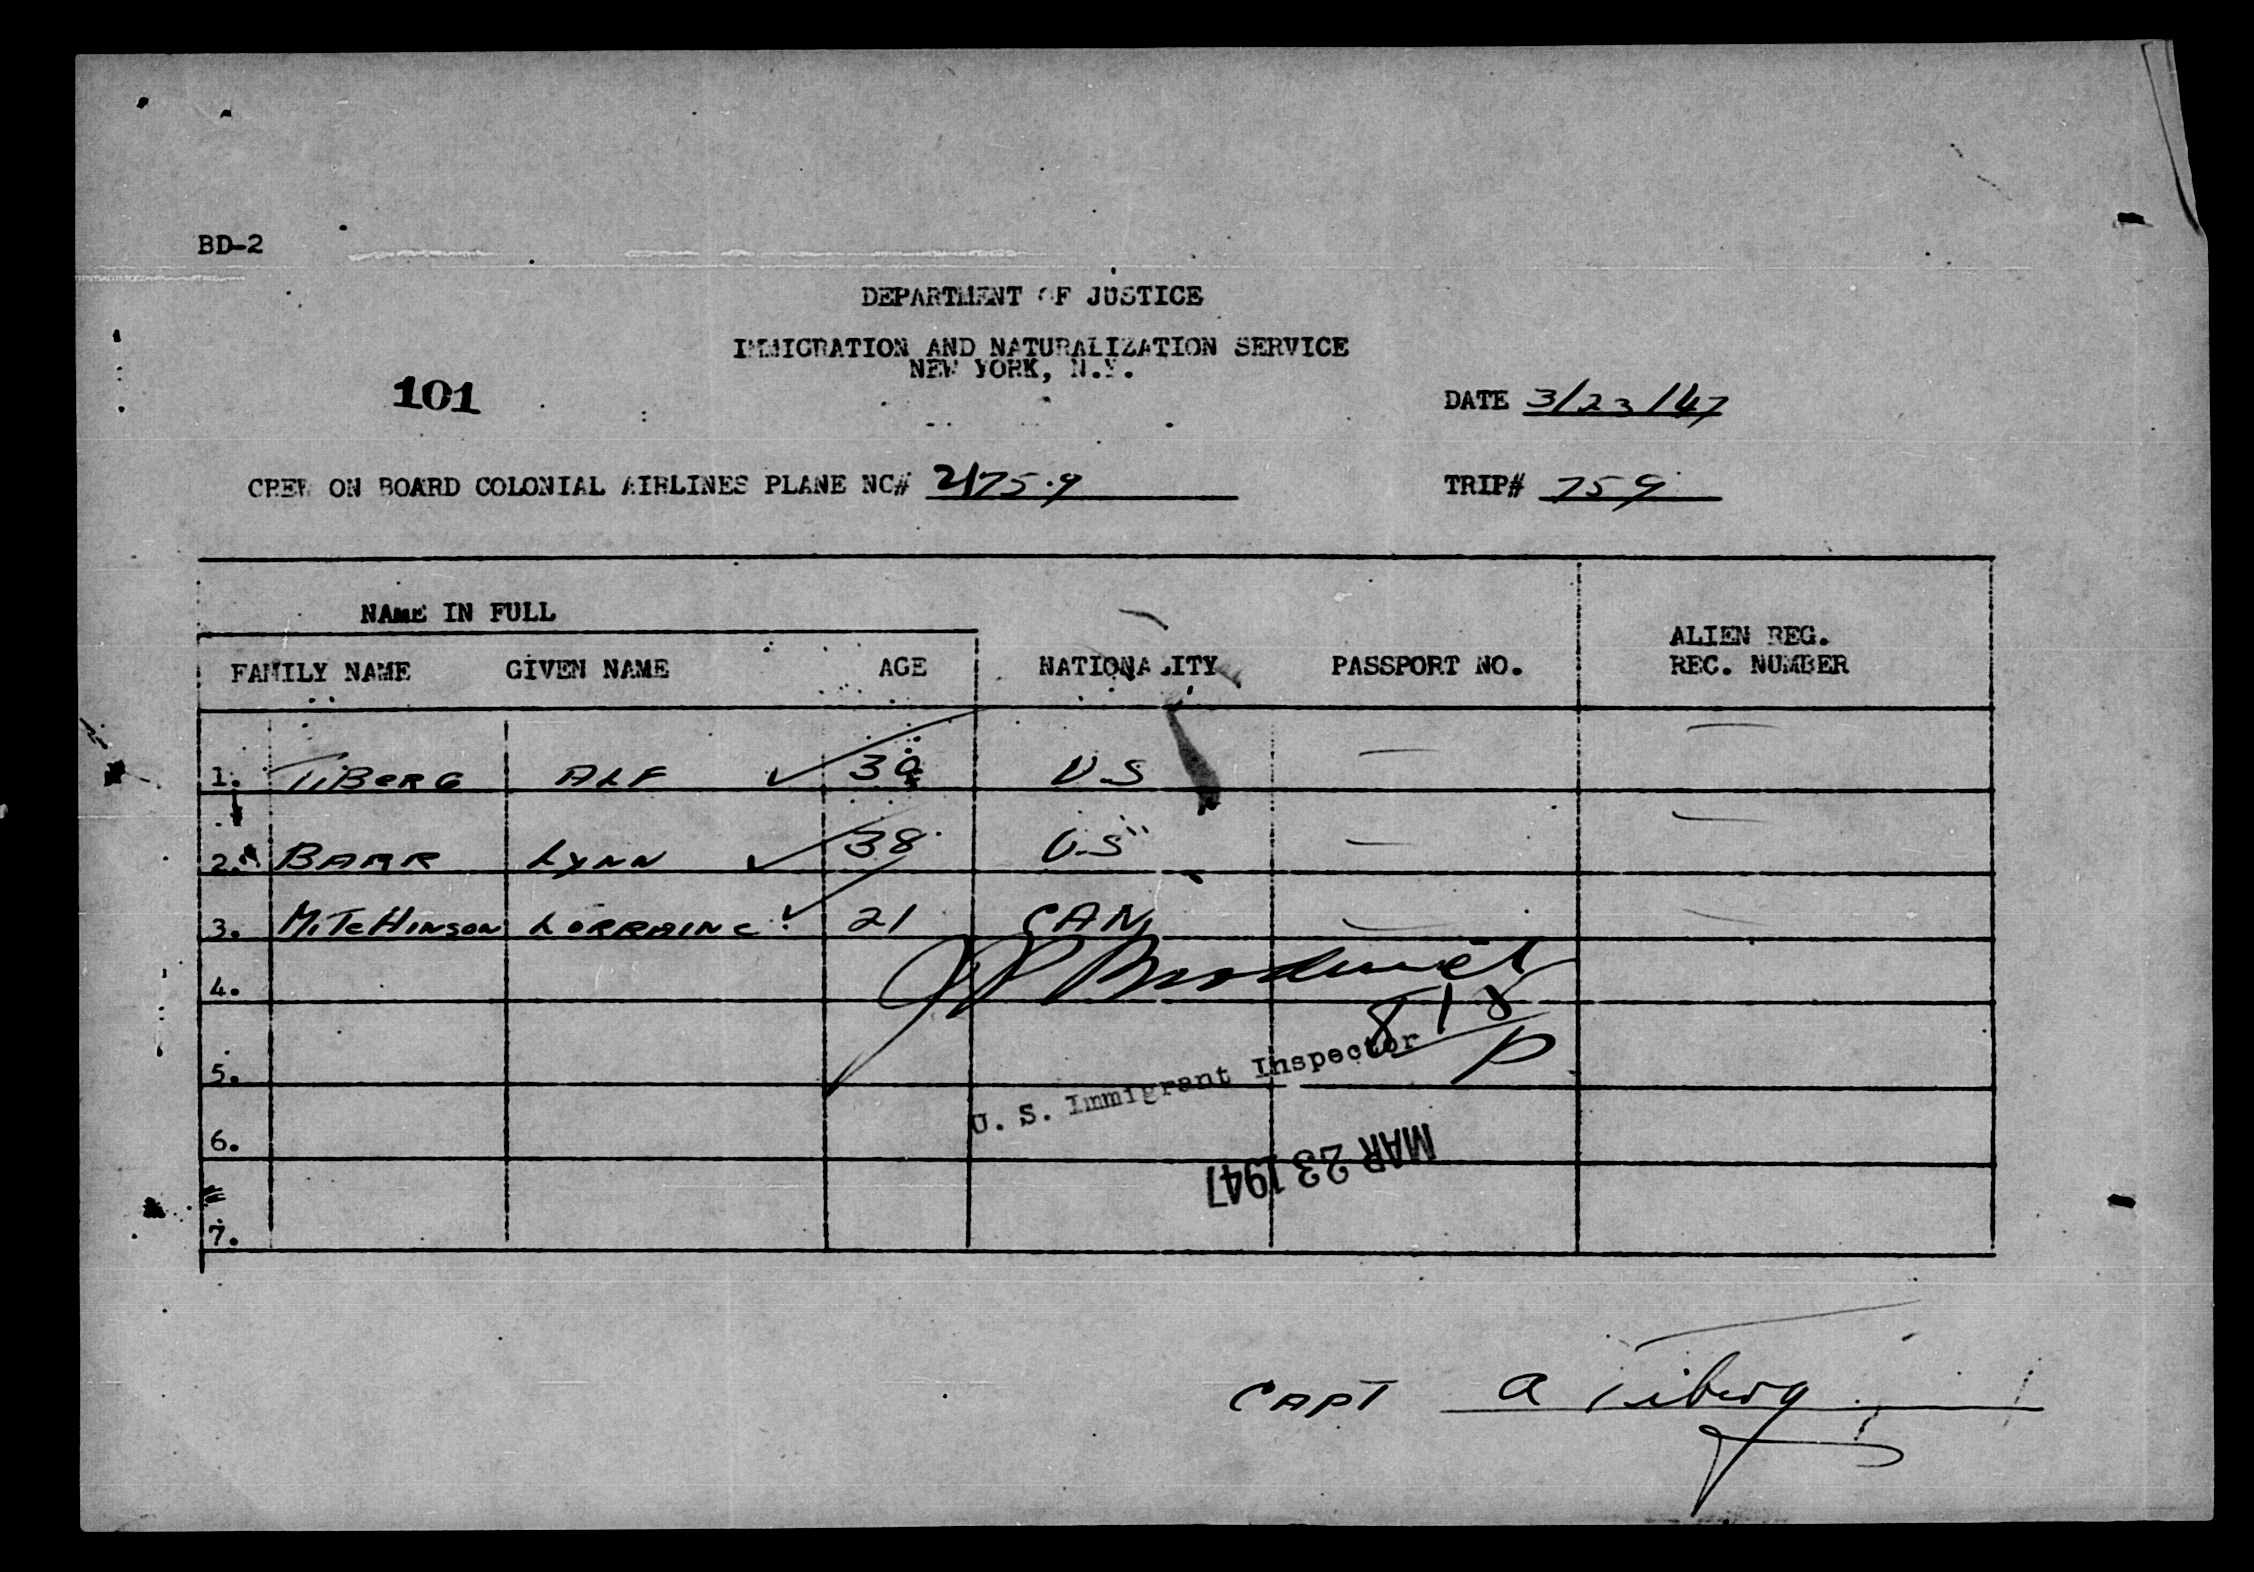 BD-2
DEPARTMENT OF JUSTICE
IMMIGRATION AND NATURALIZATION SERVICE
NEW YORK, N.Y.
101
DATE 3/23/47
CREW ON BOARD COLONIAL AIRLINES PLANE NC# 21759
TRIP# 759
NAME IN FULL
FAMILY NAME GIVEN NAME AGE NATIONALITY PASSPORT NO. ALIEN REG. REC. NUMBER
1. TIBERG ALF 39 U.S — —
2. BARR LYNN 38 U.S — —
3. MITCHINSON LORRAINE 21 CAN. — —
4.
818
P
5.
U. S. Immigrant Inspector
6.
MAR 23 1947
7.
CAPT A Tiberg